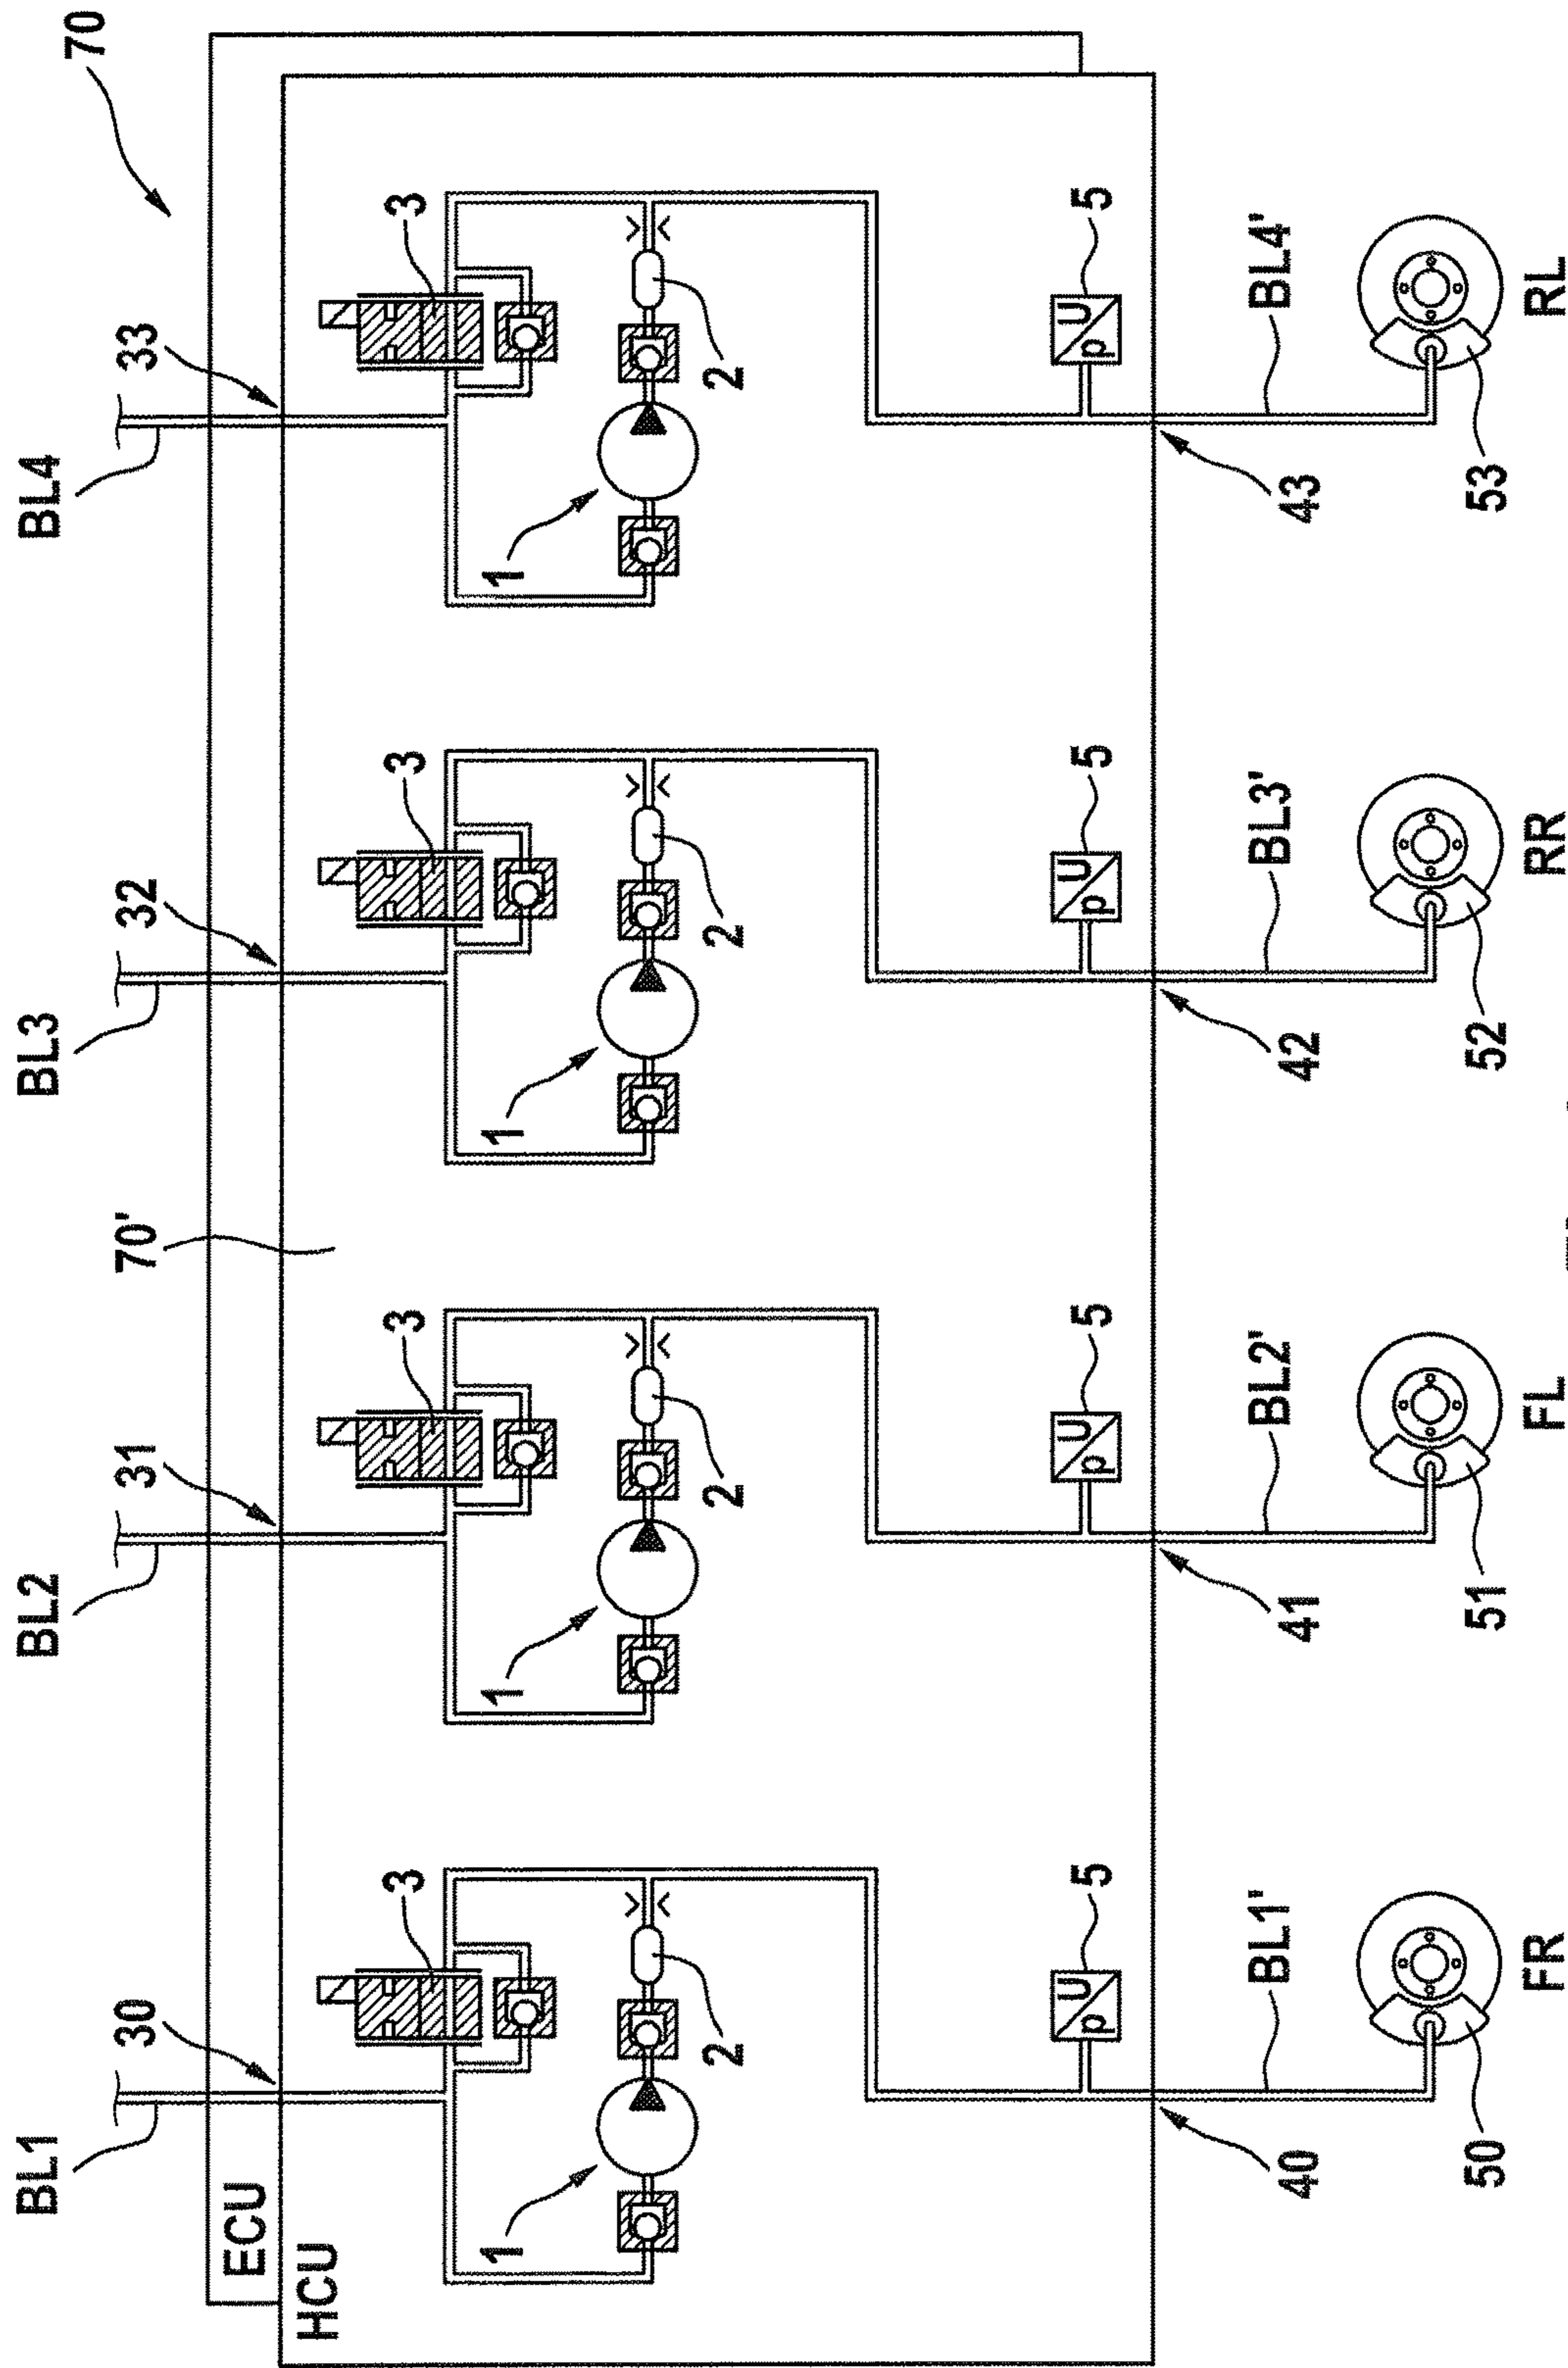 BL1 BL2 BL3 BL4 70
30 31 70' 32 33
ECU
HCU
3 3 3 3
1 1 1 1
2 2 2 2
5 5 5 5
U U U U
p p p p
BL1' BL2' BL3' BL4'
40 41 42 43
50 51 52 53
FR FL RR RL